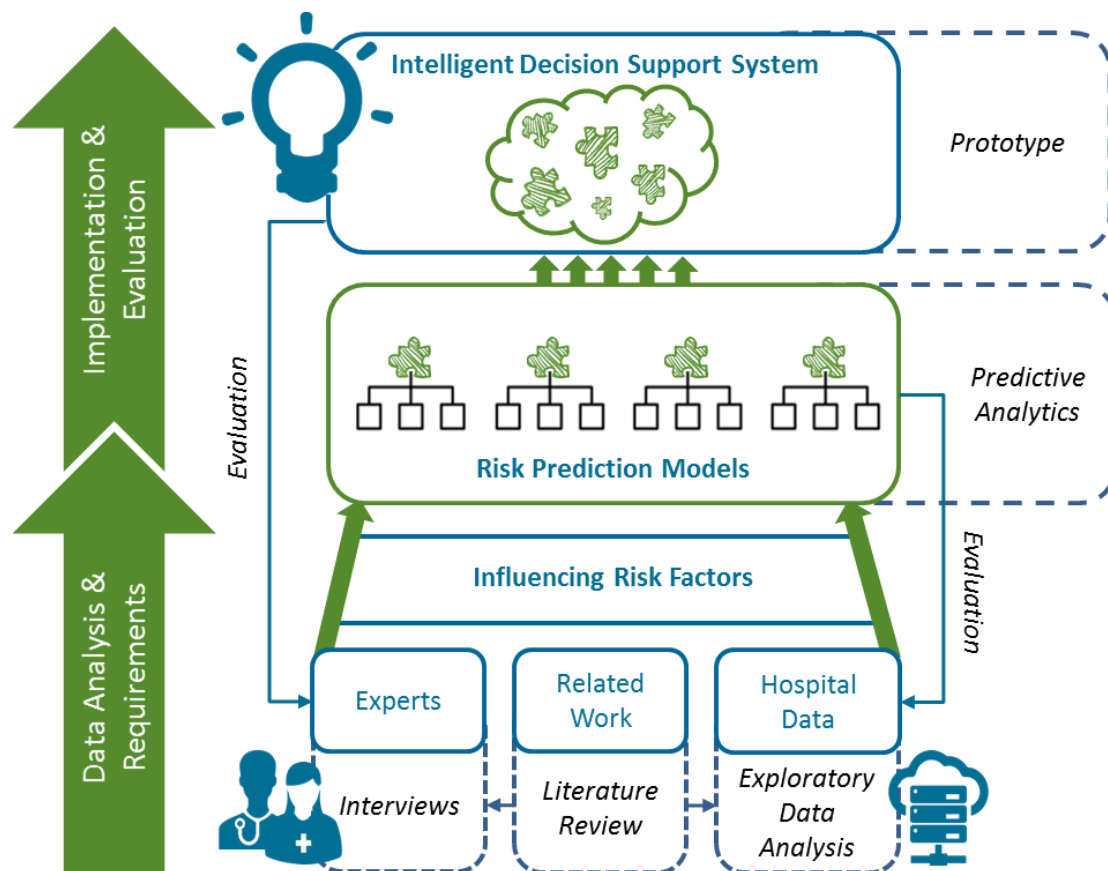 Intelligent Decision Support System
Prototype
Implementation &
Evaluation
Evaluation
Predictive
Analytics
Risk Prediction Models
Influencing Risk Factors
Evaluation
Data Analysis &
Requirements
Experts
Related
Work
Hospital
Data
Interviews
Literature
Review
Exploratory
Data
Analysis